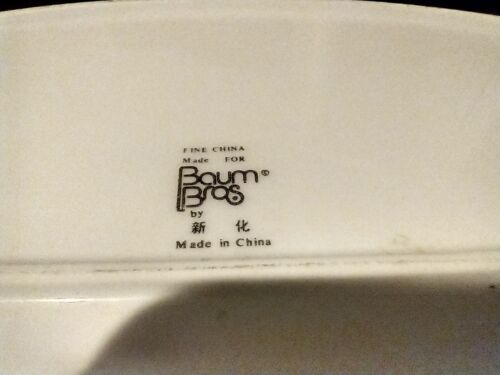 FINE CHINA
Made FOR
Baum ®
Bros
by
新 化
Made in China